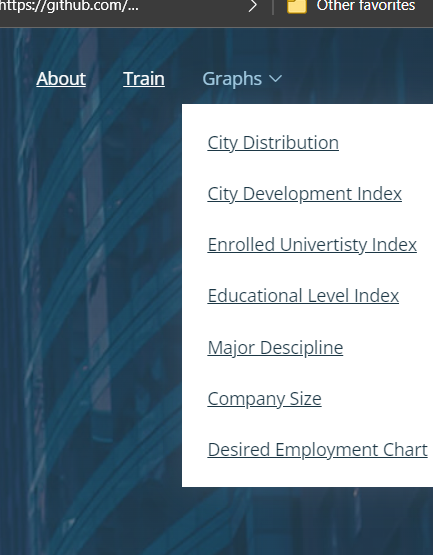 https://github.com/...
Other favorites
About
Train
Graphs
City Distribution
City Development Index
Enrolled Univertisty Index
Educational Level Index
Major Descipline
Company Size
Desired Employment Chart